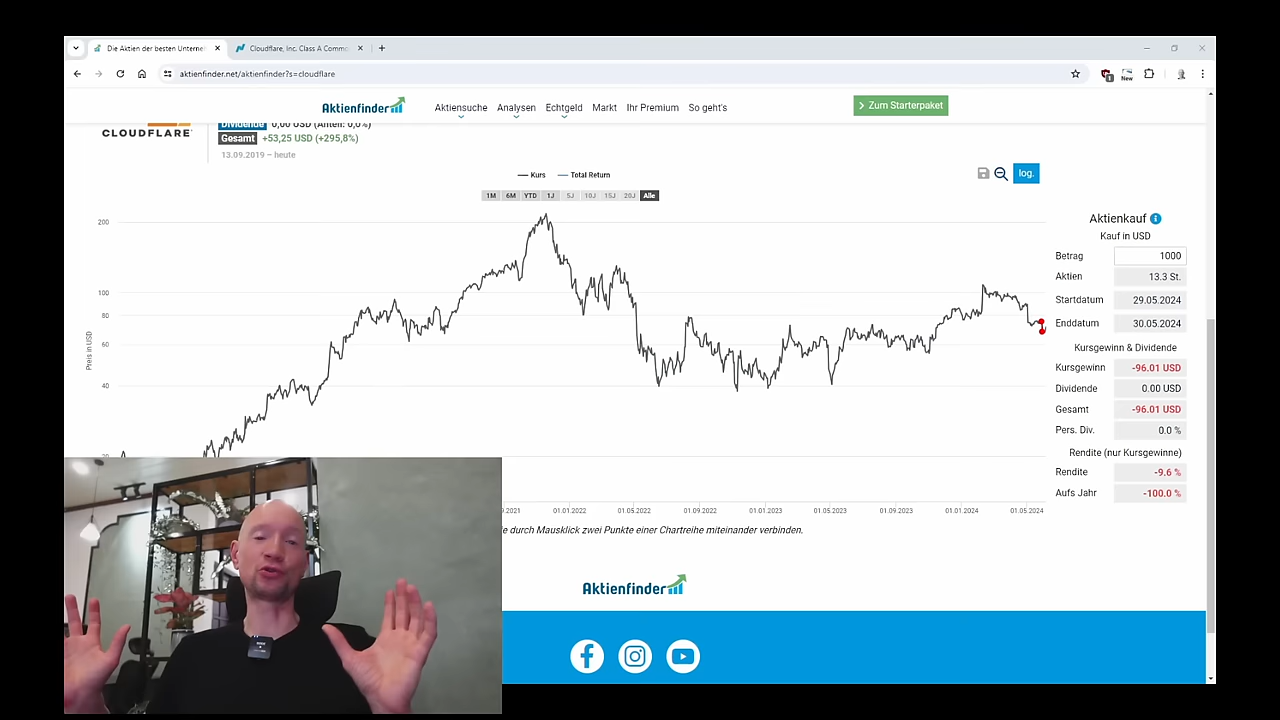 Die Aktien der besten Unterne
Cloudflare, Inc. Class A Commo
aktienfinder.net/aktienfinder?s=cloudflare
New
Aktienfinder
Aktiensuche Analysen Echtgeld Markt Ihr Premium So geht's
Zum Starterpaket
CLOUDFLARE
Dividende 0,00 USD (Anteil: 0,0%)
Gesamt +53,25 USD (+295,8%)
13.09.2019 – heute
Kurs Total Return
1M 6M YTD 1J 5J 10J 15J 20J Alle
log.
Preis in USD
200
100
80
60
40
20
9.2021 01.01.2022 01.05.2022 01.09.2022 01.01.2023 01.05.2023 01.09.2023 01.01.2024 01.05.2024
e durch Mausklick zwei Punkte einer Chartreihe miteinander verbinden.
Aktienkauf
Kauf in USD
Betrag 1000
Aktien 13.3 St.
Startdatum 29.05.2024
Enddatum 30.05.2024
Kursgewinn & Dividende
Kursgewinn -96.01 USD
Dividende 0.00 USD
Gesamt -96.01 USD
Pers. Div. 0.0 %
Rendite (nur Kursgewinne)
Rendite -9.6 %
Aufs Jahr -100.0 %
Aktienfinder